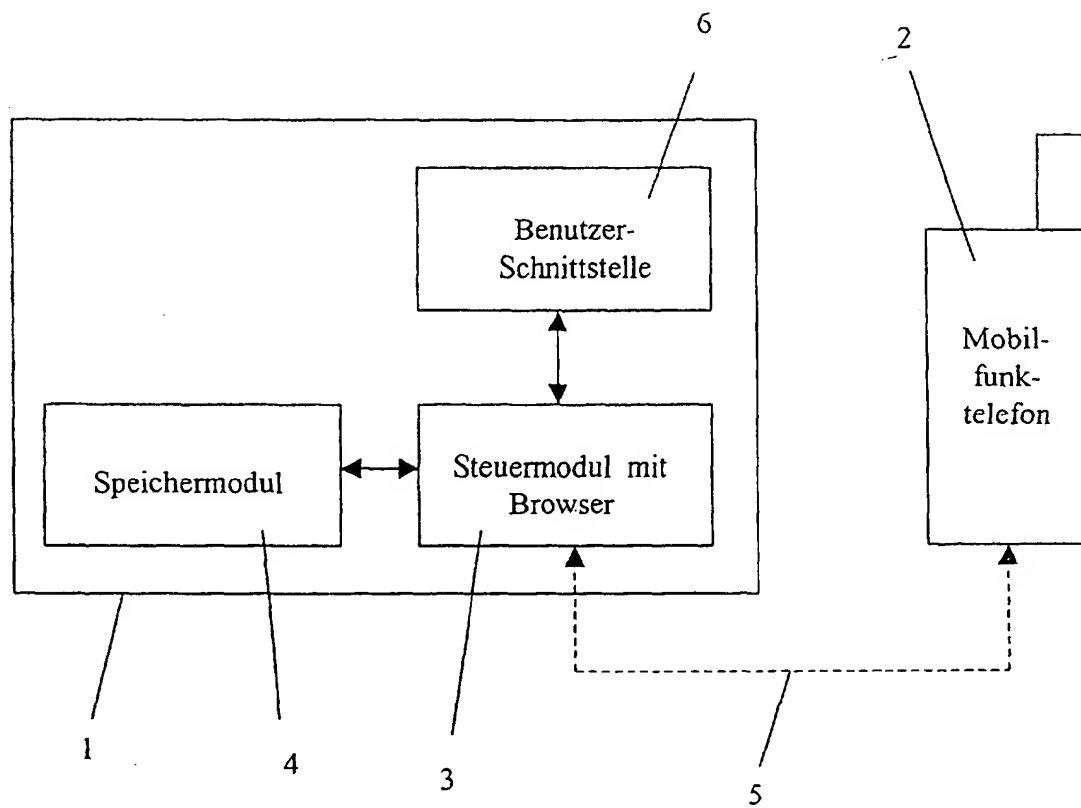 6
2
Benutzer-
Schnittstelle
Mobil-
funk-
telefon
Speichermodul
Steuermodul mit
Browser
1
4
3
5